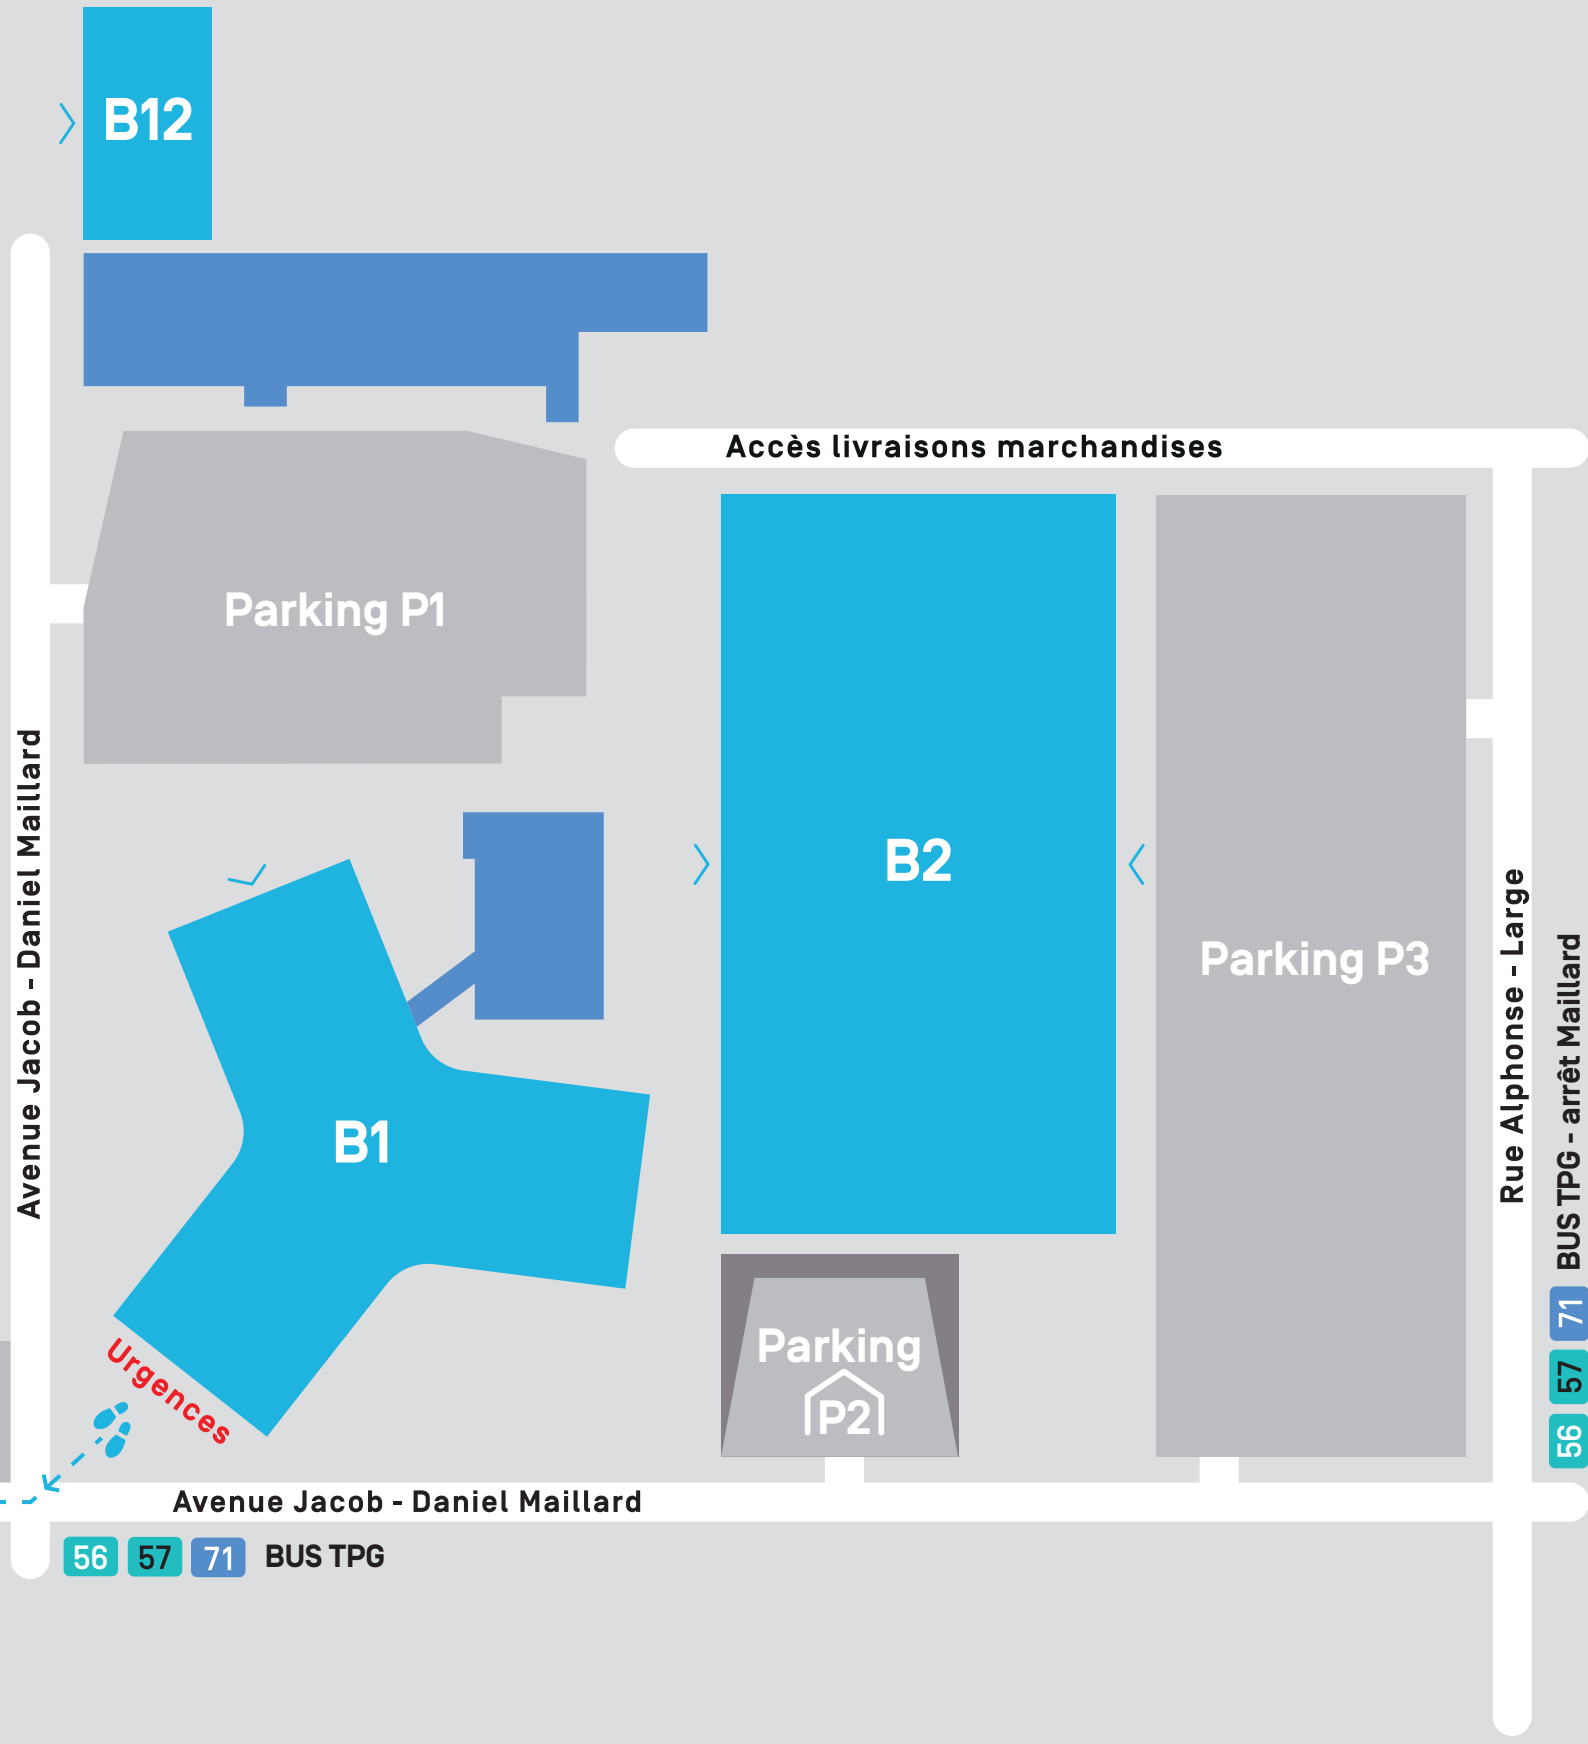 B12
Accès livraisons marchandises
Parking P1
Avenue Jacob - Daniel Maillard
B2
Parking P3
Rue Alphonse - Large
BUS TPG - arrêt Maillard
71
57
56
B1
Urgences
Parking
P2
Avenue Jacob - Daniel Maillard
56 57 71 BUS TPG